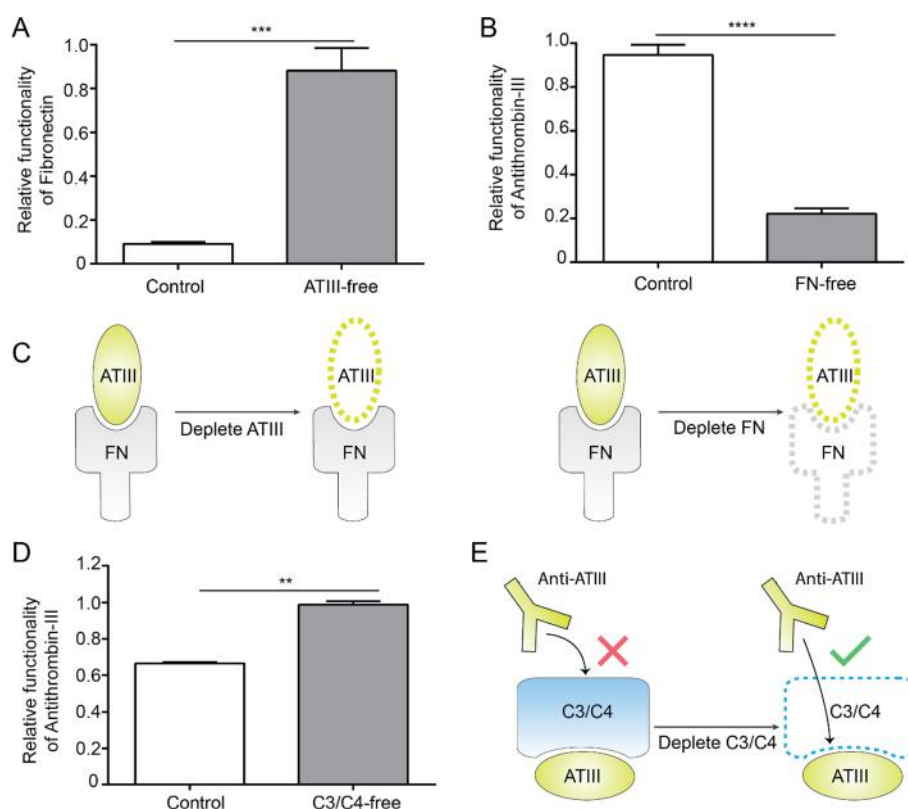 A
***
Relative functionality
of Fibronectin
1.0
0.8
0.6
0.4
0.2
0
Control
ATIII-free
B
****
Relative functionality
of Antithrombin-III
1.0
0.8
0.6
0.4
0.2
0
Control
FN-free
C
ATIII
FN
Deplete ATIII
ATIII
FN
ATIII
FN
Deplete FN
ATIII
FN
D
**
Relative functionality
of Antithrombin-III
1.2
1.0
0.8
0.6
0.4
0.2
0
Control
C3/C4-free
E
Anti-ATIII
C3/C4
ATIII
Deplete C3/C4
Anti-ATIII
C3/C4
ATIII